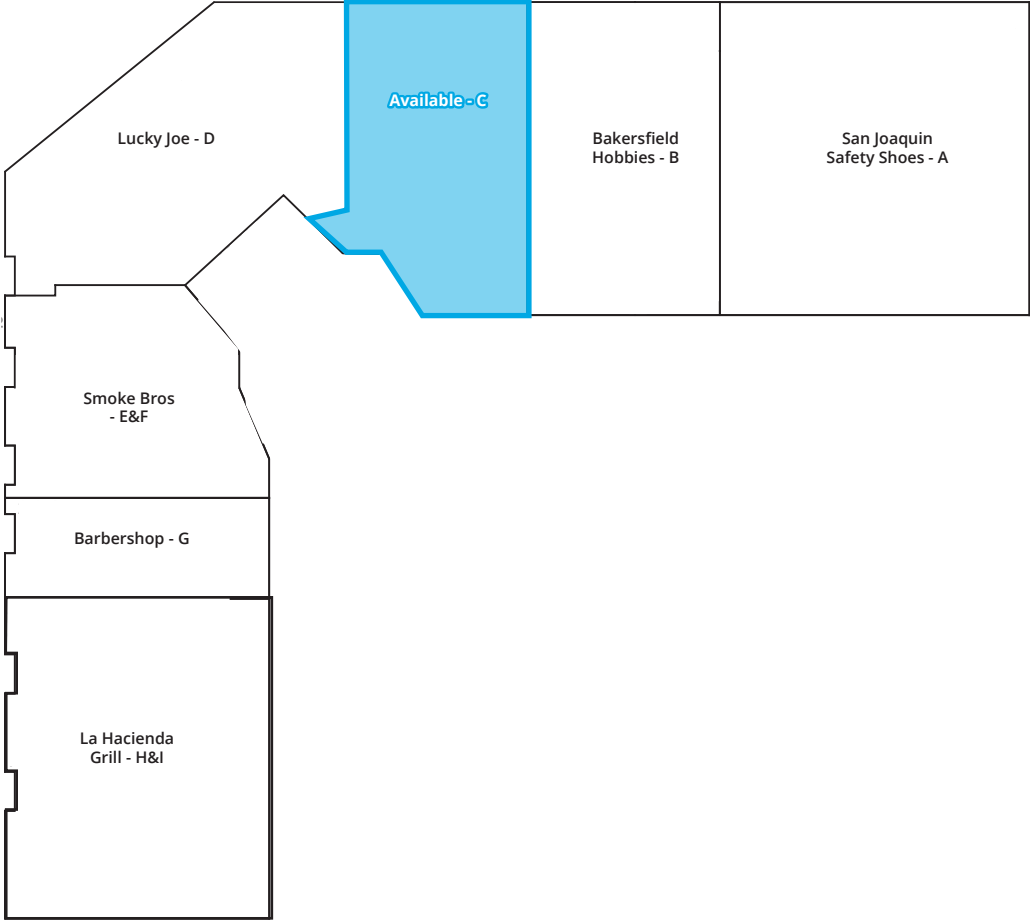 Available - C
Lucky Joe - D
Bakersfield
Hobbies - B
San Joaquin
Safety Shoes - A
Smoke Bros
- E&F
Barbershop - G
La Hacienda
Grill - H&I